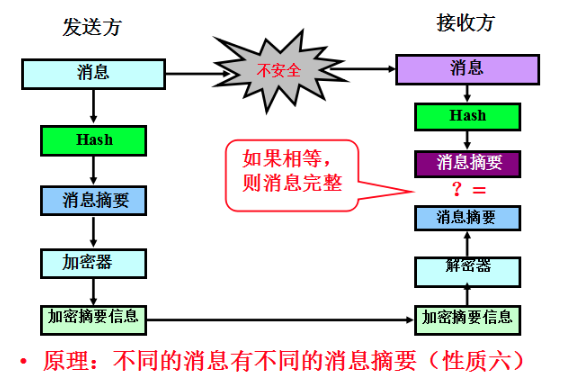 发送方
接收方
消息
不安全
消息
Hash
Hash
如果相等，
则消息完整
消息摘要
？＝
消息摘要
消息摘要
加密器
解密器
加密摘要信息
加密摘要信息
• 原理：不同的消息有不同的消息摘要（性质六）